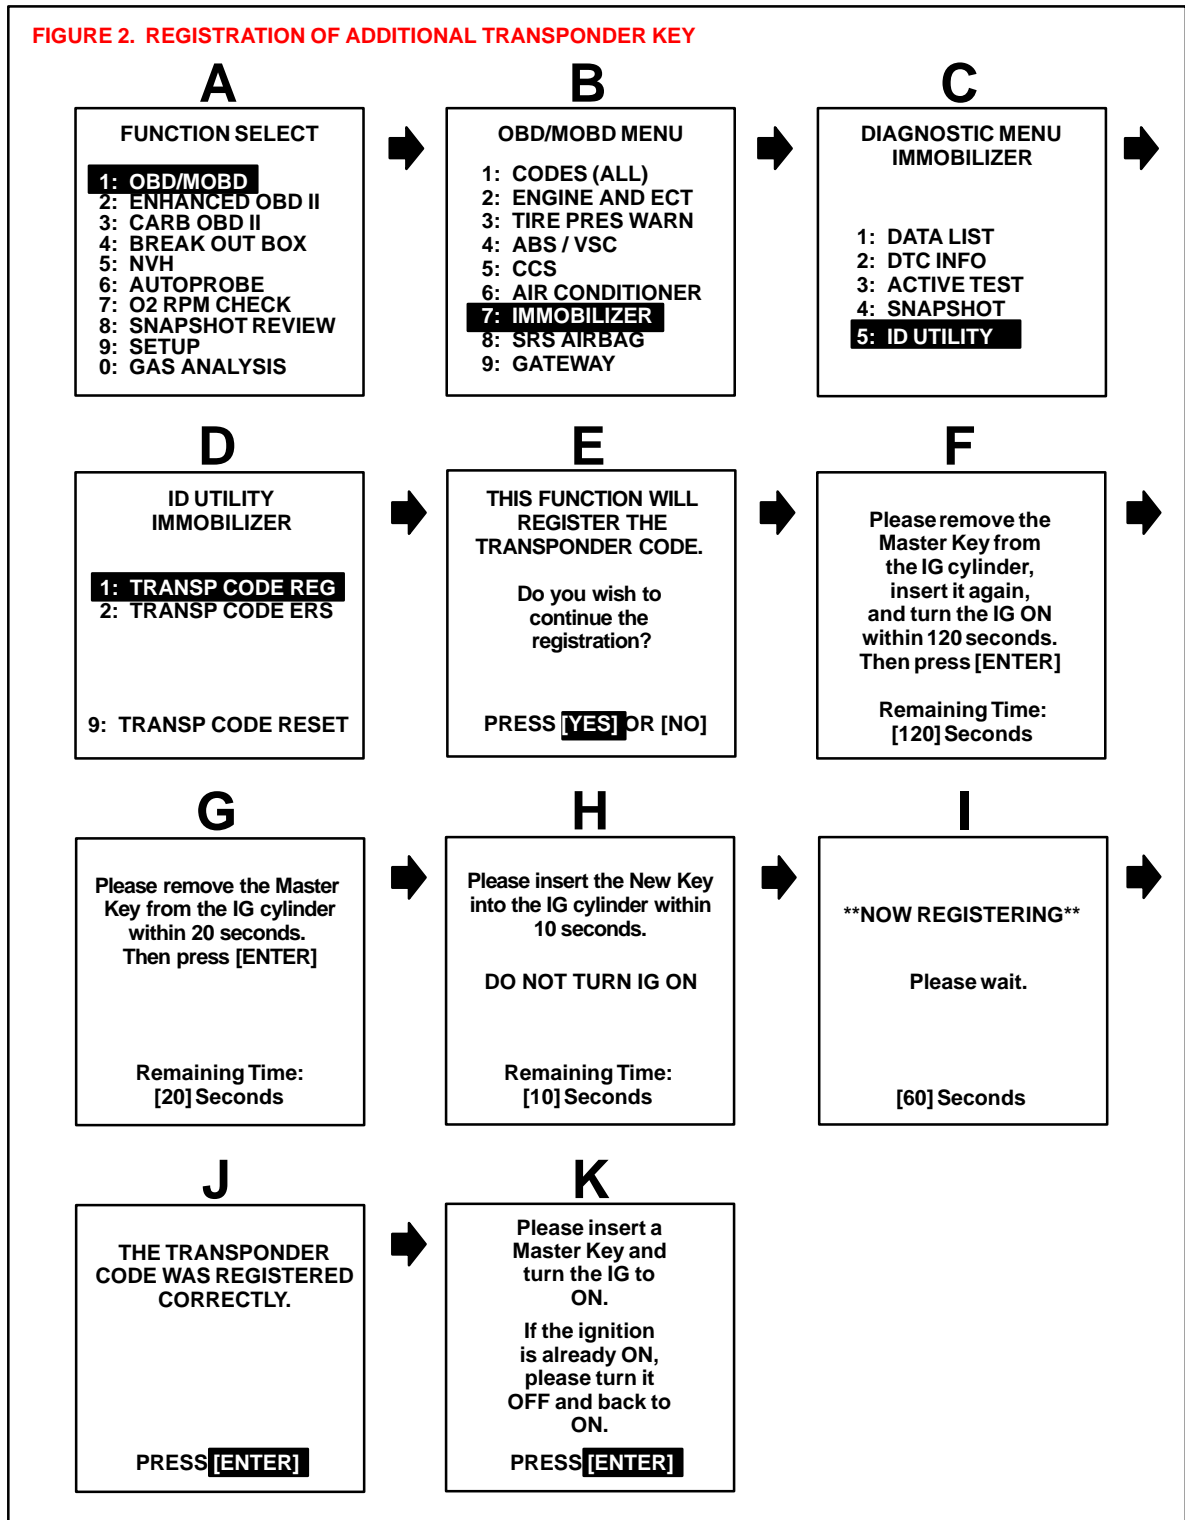 FIGURE 2. REGISTRATION OF ADDITIONAL TRANSPONDER KEY
A
FUNCTION SELECT
1: OBD/MOBD
2: ENHANCED OBD II
3: CARB OBD II
4: BREAK OUT BOX
5: NVH
6: AUTOPROBE
7: O2 RPM CHECK
8: SNAPSHOT REVIEW
9: SETUP
0: GAS ANALYSIS
B
OBD/MOBD MENU
1: CODES (ALL)
2: ENGINE AND ECT
3: TIRE PRES WARN
4: ABS / VSC
5: CCS
6: AIR CONDITIONER
7: IMMOBILIZER
8: SRS AIRBAG
9: GATEWAY
C
DIAGNOSTIC MENU
IMMOBILIZER
1: DATA LIST
2: DTC INFO
3: ACTIVE TEST
4: SNAPSHOT
5: ID UTILITY
D
ID UTILITY
IMMOBILIZER
1: TRANSP CODE REG
2: TRANSP CODE ERS
9: TRANSP CODE RESET
E
THIS FUNCTION WILL
REGISTER THE
TRANSPONDER CODE.
Do you wish to
continue the
registration?
PRESS [YES] OR [NO]
F
Please remove the
Master Key from
the IG cylinder,
insert it again,
and turn the IG ON
within 120 seconds.
Then press [ENTER]
Remaining Time:
[120] Seconds
G
Please remove the Master
Key from the IG cylinder
within 20 seconds.
Then press [ENTER]
Remaining Time:
[20] Seconds
H
Please insert the New Key
into the IG cylinder within
10 seconds.
DO NOT TURN IG ON
Remaining Time:
[10] Seconds
I
**NOW REGISTERING**
Please wait.
[60] Seconds
J
THE TRANSPONDER
CODE WAS REGISTERED
CORRECTLY.
PRESS [ENTER]
K
Please insert a
Master Key and
turn the IG to
ON.
If the ignition
is already ON,
please turn it
OFF and back to
ON.
PRESS [ENTER]